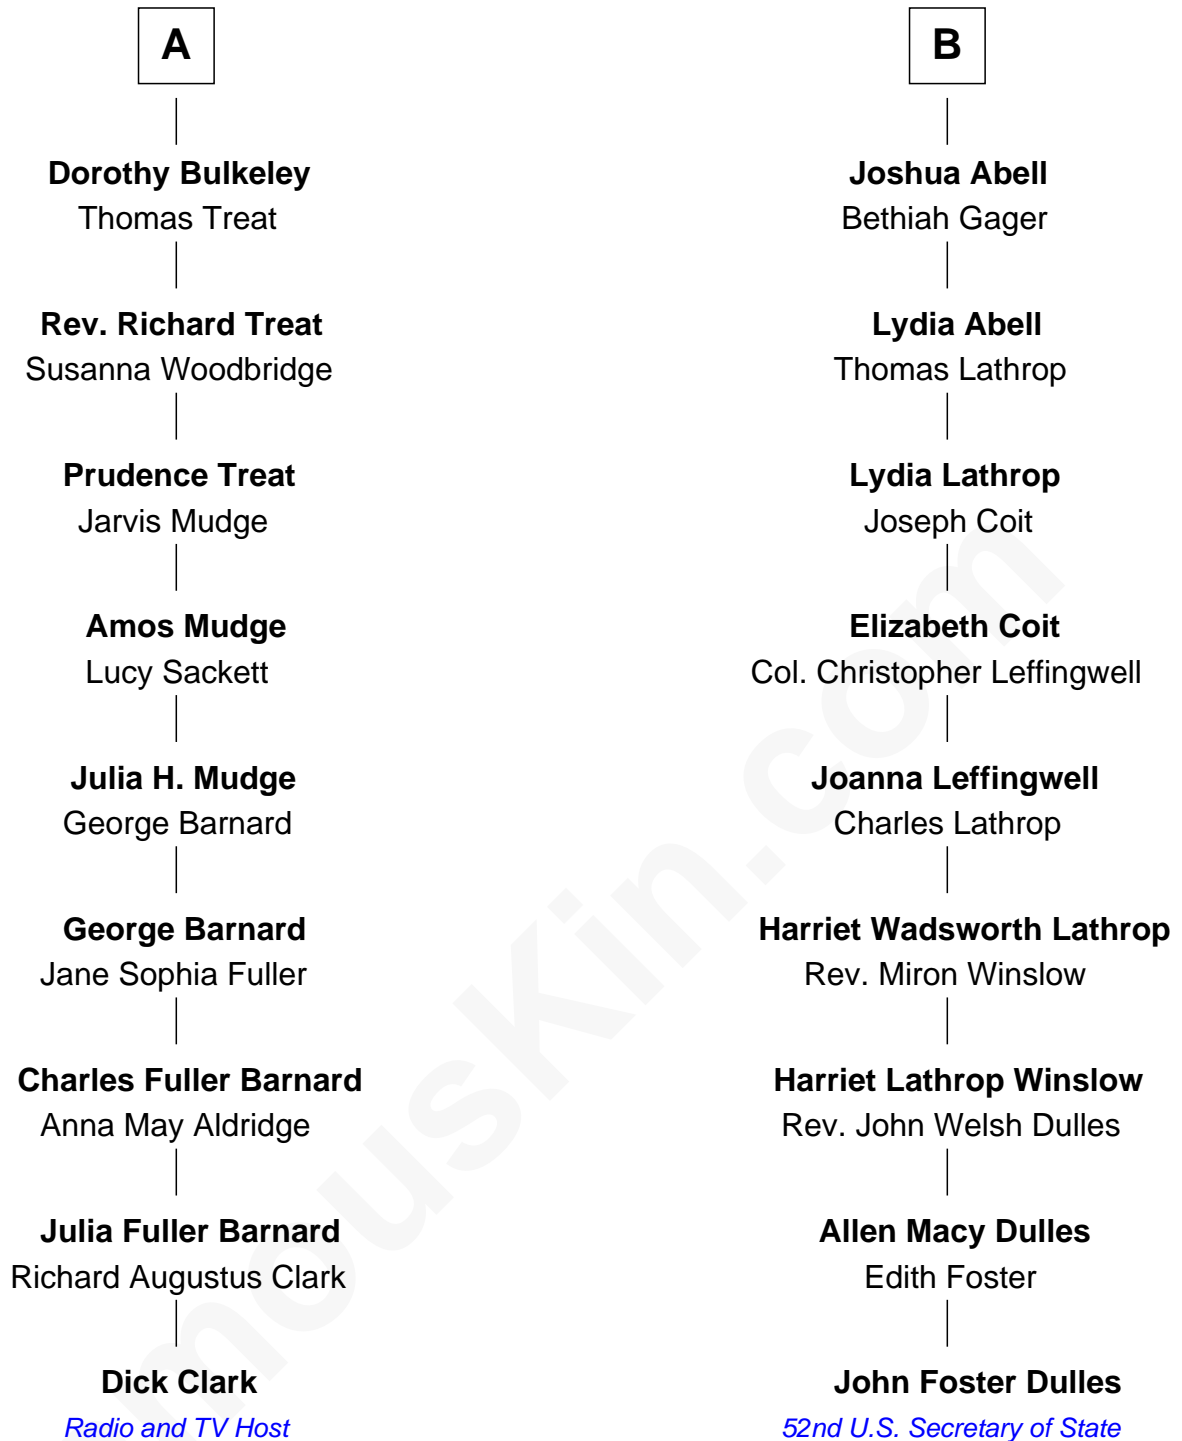 A
Dorothy Bulkeley
Thomas Treat
Rev. Richard Treat
Susanna Woodbridge
Prudence Treat
Jarvis Mudge
Amos Mudge
Lucy Sackett
Julia H. Mudge
George Barnard
George Barnard
Jane Sophia Fuller
Charles Fuller Barnard
Anna May Aldridge
Julia Fuller Barnard
Richard Augustus Clark
Dick Clark
Radio and TV Host
B
Joshua Abell
Bethiah Gager
Lydia Abell
Thomas Lathrop
Lydia Lathrop
Joseph Coit
Elizabeth Coit
Col. Christopher Leffingwell
Joanna Leffingwell
Charles Lathrop
Harriet Wadsworth Lathrop
Rev. Miron Winslow
Harriet Lathrop Winslow
Rev. John Welsh Dulles
Allen Macy Dulles
Edith Foster
John Foster Dulles
52nd U.S. Secretary of State
mousKin.com